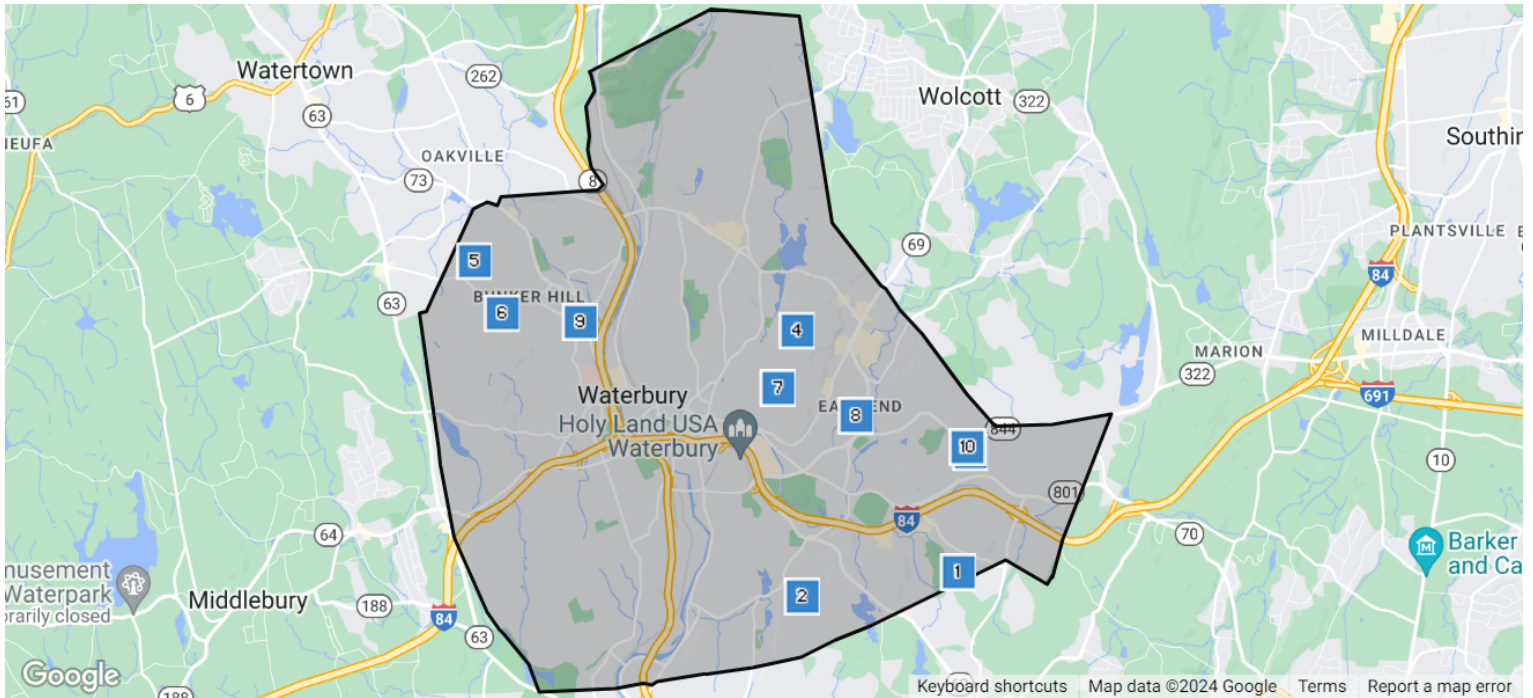 Watertown
262
6
61
63
NEUFA
OAKVILLE
73
8
Wolcott
322
Southin
PLANTSVILLE
69
84
5
BUNKER HILL
6
9
63
4
MILLDALE
MARION
322
691
7
Waterbury
EAST END
8
Holy Land USA
Waterbury
10
844
10
801
84
70
64
Barker
and Ca
musement
Waterpark
orarily closed
Middlebury
188
84
63
1
2
188
Google
Keyboard shortcuts
Map data ©2024 Google
Terms
Report a map error